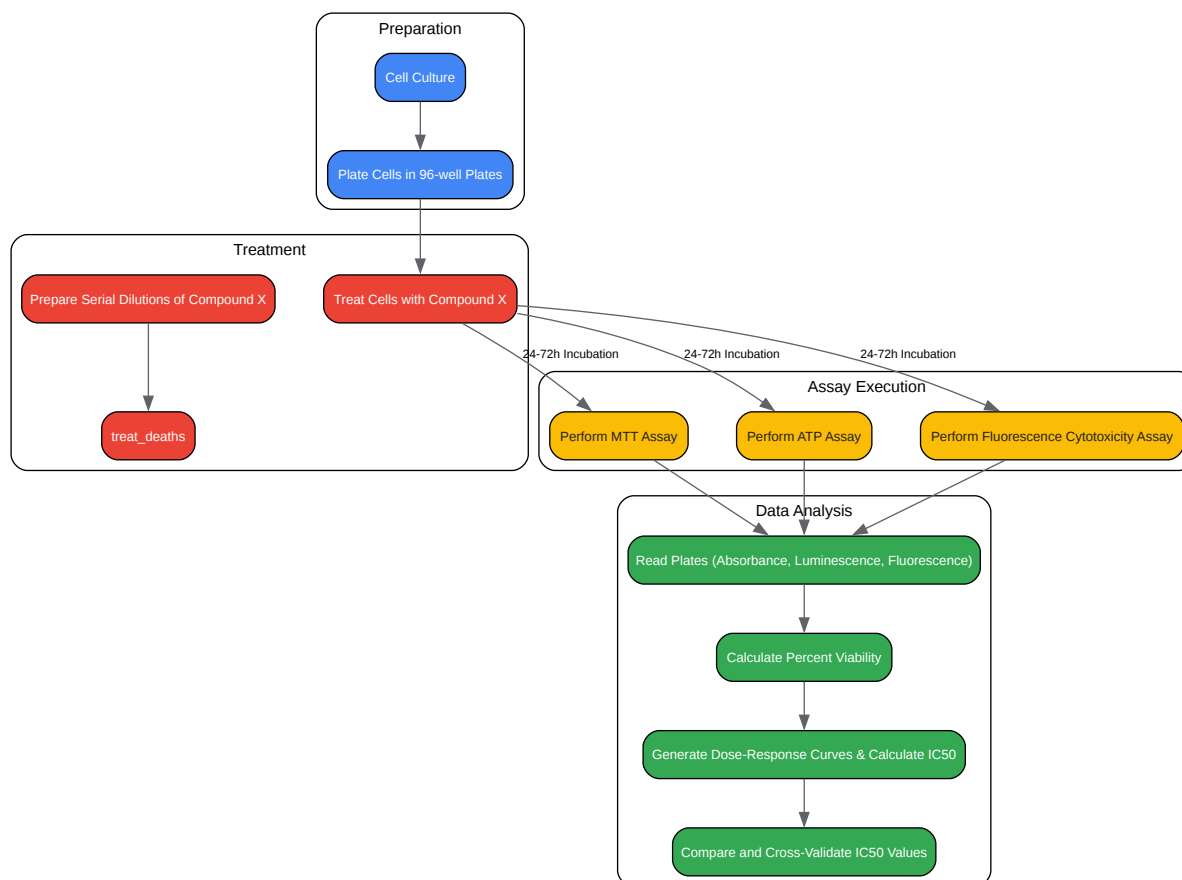 Preparation
Cell Culture
Plate Cells in 96-well Plates
Treatment
Prepare Serial Dilutions of Compound X
Treat Cells with Compound X
24-72h Incubation
24-72h Incubation
24-72h Incubation
Assay Execution
treat_deaths
Perform MTT Assay
Perform ATP Assay
Perform Fluorescence Cytotoxicity Assay
Data Analysis
Read Plates (Absorbance, Luminescence, Fluorescence)
Calculate Percent Viability
Generate Dose-Response Curves & Calculate IC50
Compare and Cross-Validate IC50 Values